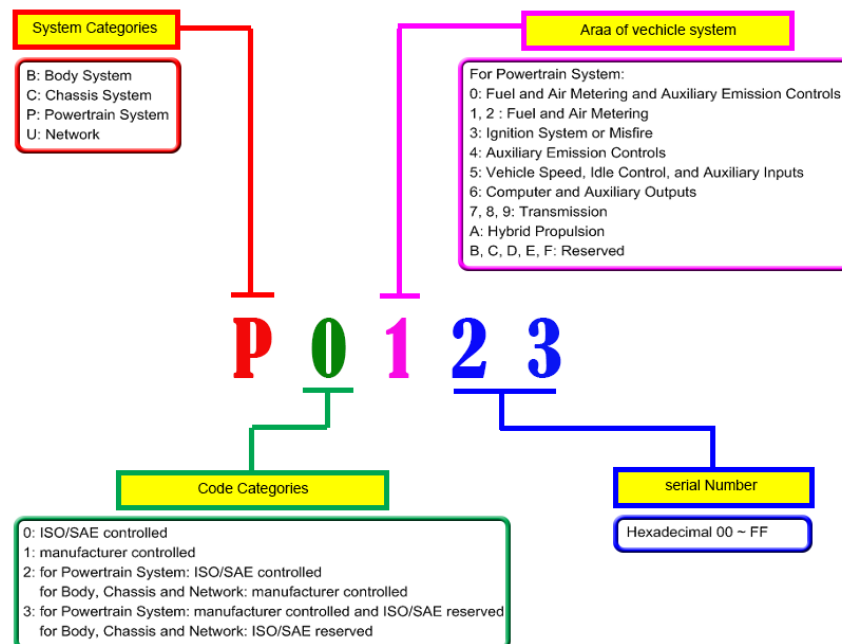 System Categories
B: Body System
C: Chassis System
P: Powertrain System
U: Network
Araa of vechicle system
For Powertrain System:
0: Fuel and Air Metering and Auxiliary Emission Controls
1, 2 : Fuel and Air Metering
3: Ignition System or Misfire
4: Auxiliary Emission Controls
5: Vehicle Speed, Idle Control, and Auxiliary Inputs
6: Computer and Auxiliary Outputs
7, 8, 9: Transmission
A: Hybrid Propulsion
B, C, D, E, F: Reserved
P 0 1 2 3
Code Categories
0: ISO/SAE controlled
1: manufacturer controlled
2: for Powertrain System: ISO/SAE controlled
for Body, Chassis and Network: manufacturer controlled
3: for Powertrain System: manufacturer controlled and ISO/SAE reserved
for Body, Chassis and Network: ISO/SAE reserved
serial Number
Hexadecimal 00 ~ FF